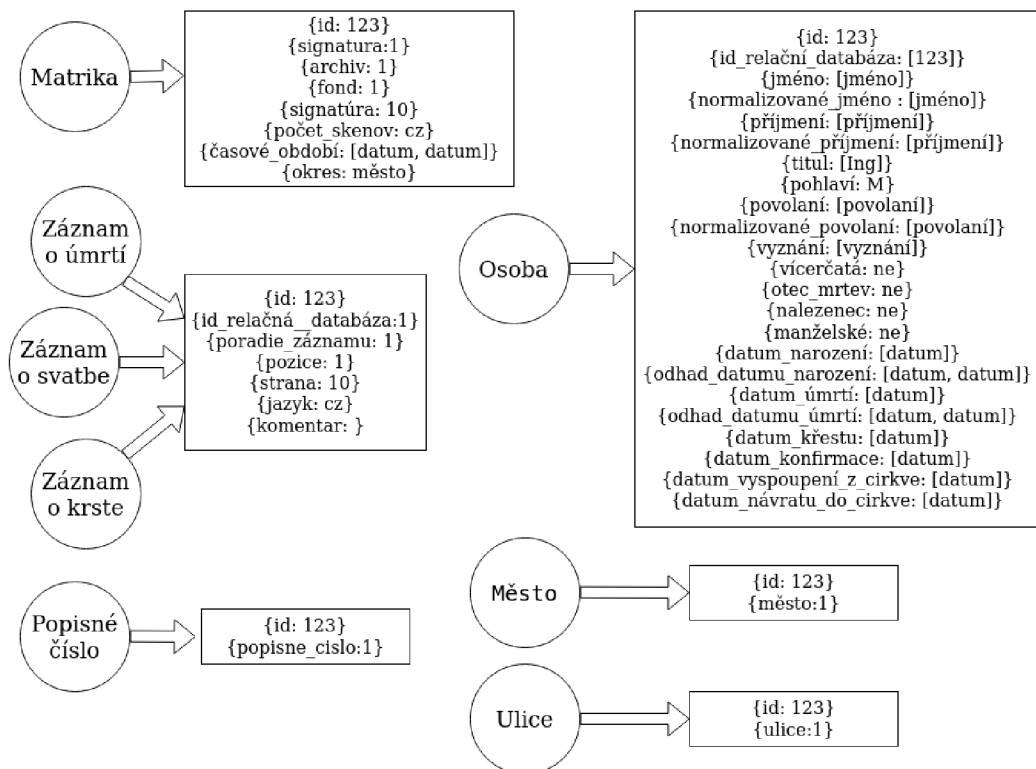 Matrika
{id: 123}
{signatura:1}
{archiv: 1}
{fond: 1}
{signatúra: 10}
{počet_skenov: cz}
{časové_období: [datum, datum]}
{okres: město}
Záznam
o úmrtí
Záznam
o svatbe
Záznam
o krste
{id: 123}
{id_relačná__databáza:1}
{poradie_záznamu: 1}
{pozice: 1}
{strana: 10}
{jazyk: cz}
{komentar: }
Popisné
číslo
{id: 123}
{popisne_cislo:1}
Osoba
{id: 123}
{id_relační_databáza: [123]}
{jméno: [jméno]}
{normalizované_jméno : [jméno]}
{příjmení: [příjmení]}
{normalizované_příjmení: [příjmení]}
{titul: [Ing]}
{pohlaví: M}
{povolaní: [povolaní]}
{normalizované_povolaní: [povolaní]}
{vyznání: [vyznání]}
{vícerčatá: ne}
{otec_mrtev: ne}
{nalezenec: ne}
{manželské: ne}
{datum_narození: [datum]}
{odhad_datumu_narození: [datum, datum]}
{datum_úmrtí: [datum]}
{odhad_datumu_úmrtí: [datum, datum]}
{datum_křestu: [datum]}
{datum_konfirmace: [datum]}
{datum_vyspoupení_z_cirkve: [datum]}
{datum_návratu_do_cirkve: [datum]}
Město
{id: 123}
{město:1}
Ulice
{id: 123}
{ulice:1}